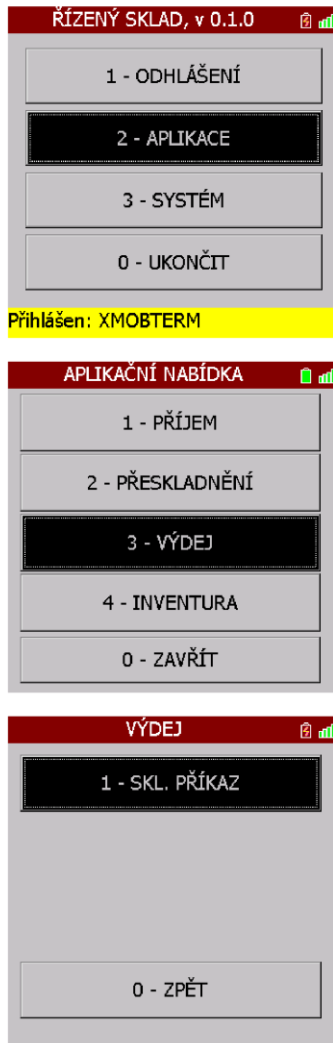 ŘÍZENÝ SKLAD, v 0.1.0
1 - ODHLÁŠENÍ
2 - APLIKACE
3 - SYSTÉM
0 - UKONČIT
Přihlášen: XMOBTERM
APLIKAČNÍ NABÍDKA
1 - PŘÍJEM
2 - PŘESKLADNĚNÍ
3 - VÝDEJ
4 - INVENTURA
0 - ZAVŘÍT
VÝDEJ
1 - SKL. PŘÍKAZ
0 - ZPĚT